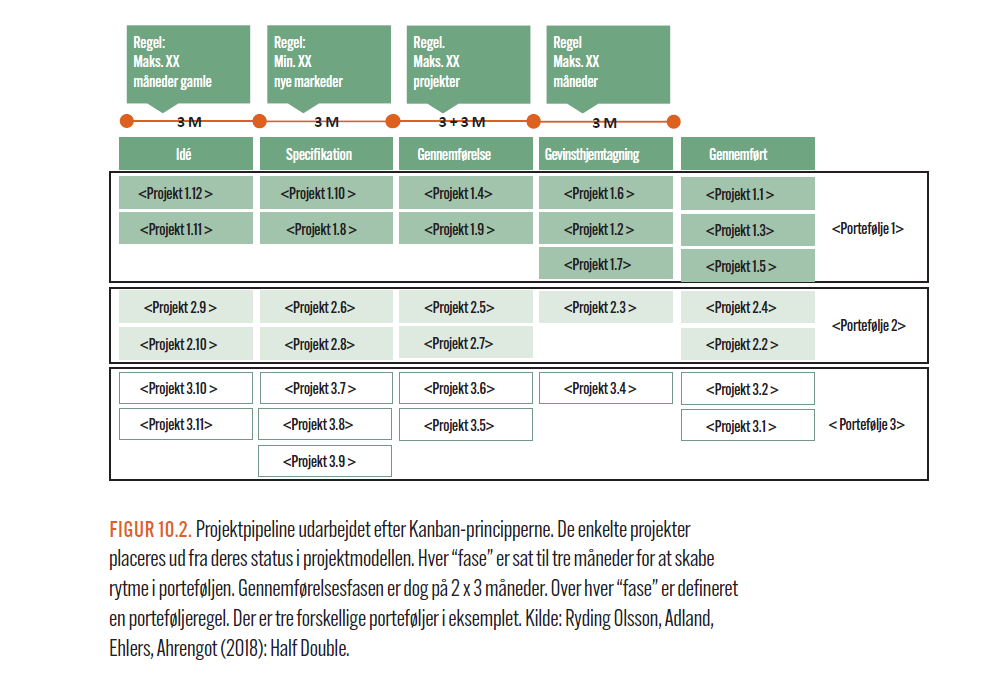 Regel:
Maks. XX
måneder gamle
Regel:
Min. XX
nye markeder
Regel.
Maks. XX
projekter
Regel
Maks. XX
måneder
3 M
3 M
3 + 3 M
3 M
Idé
Specifikation
Gennemførelse
Gevinsthjemtagning
Gennemført
<Projekt 1.12 >
<Projekt 1.10 >
<Projekt 1.4>
<Projekt 1.6 >
<Projekt 1.1 >
<Projekt 1.11 >
<Projekt 1.8 >
<Projekt 1.9 >
<Projekt 1.2 >
<Projekt 1.3>
<Portefølje 1>
<Projekt 1.7>
<Projekt 1.5 >
<Projekt 2.9 >
<Projekt 2.6>
<Projekt 2.5>
<Projekt 2.3 >
<Projekt 2.4>
<Portefølje 2>
<Projekt 2.10 >
<Projekt 2.8>
<Projekt 2.7>
<Projekt 2.2 >
<Projekt 3.10 >
<Projekt 3.7 >
<Projekt 3.6 >
<Projekt 3.4 >
<Projekt 3.2 >
<Projekt 3.11>
<Projekt 3.8>
<Projekt 3.5>
<Projekt 3.1 >
< Portefølje 3>
<Projekt 3.9 >
FIGUR 10.2. Projektpipeline udarbejdet efter Kanban-principperne. De enkelte projekter
placeres ud fra deres status i projektmodellen. Hver “fase” er sat til tre måneder for at skabe
rytme i porteføljen. Gennemførelsesfasen er dog på 2 x 3 måneder. Over hver “fase” er defineret
en porteføljeregel. Der er tre forskellige porteføljer i eksemplet. Kilde: Ryding Olsson, Adland,
Ehlers, Ahrengot (2018): Half Double.